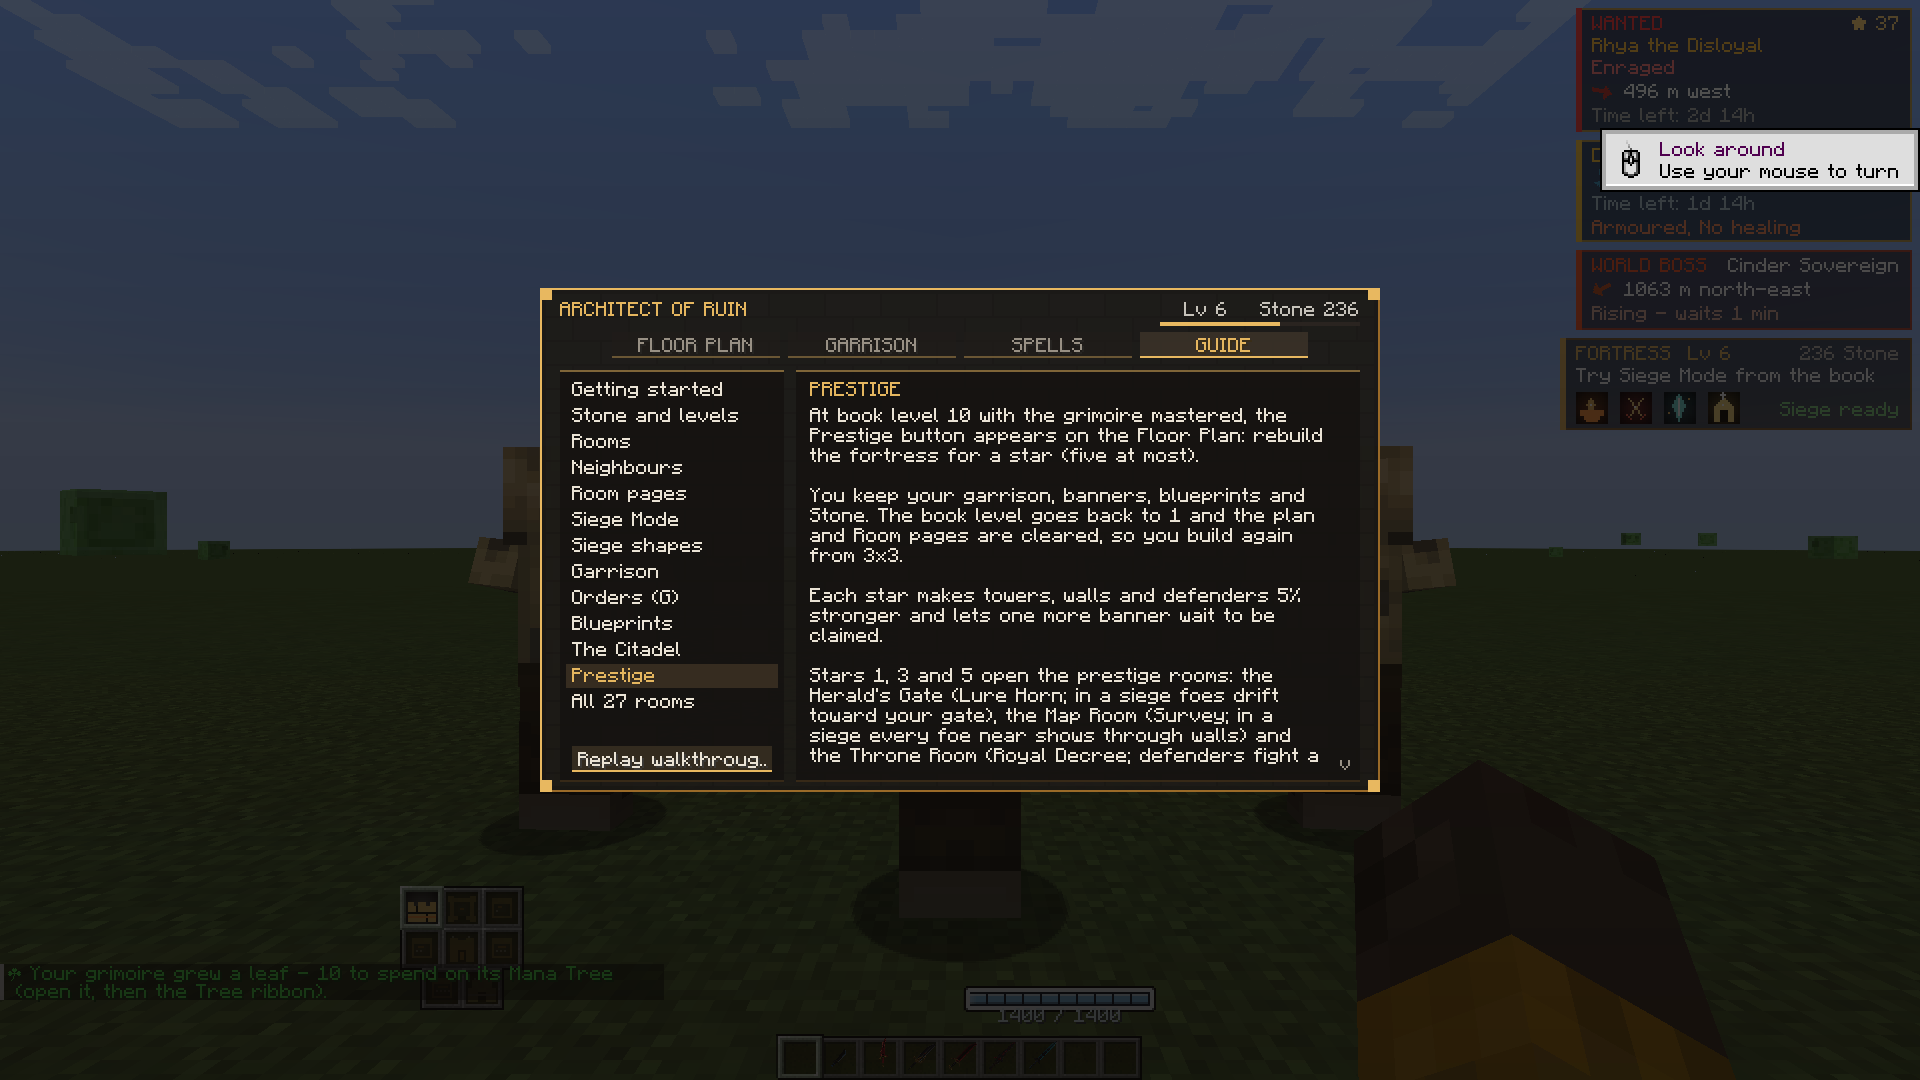 WANTED ★ 37
Rhya the Disloyal
Enraged
496 m west
Time left: 2d 14h
Look around
Use your mouse to turn
Time left: 1d 14h
Armoured, No healing
WORLD BOSS Cinder Sovereign
1063 m north-east
Rising - waits 1 min
FORTRESS Lv 6 236 Stone
Try Siege Mode from the book
Siege ready
ARCHITECT OF RUIN Lv 6 Stone 236
FLOOR PLAN GARRISON SPELLS GUIDE
Getting started
Stone and levels
Rooms
Neighbours
Room pages
Siege Mode
Siege shapes
Garrison
Orders (G)
Blueprints
The Citadel
Prestige
All 27 rooms
Replay walkthroug..
PRESTIGE
At book level 10 with the grimoire mastered, the
Prestige button appears on the Floor Plan: rebuild
the fortress for a star (five at most).
You keep your garrison, banners, blueprints and
Stone. The book level goes back to 1 and the plan
and Room pages are cleared, so you build again
from 3x3.
Each star makes towers, walls and defenders 5%
stronger and lets one more banner wait to be
claimed.
Stars 1, 3 and 5 open the prestige rooms: the
Herald's Gate (Lure Horn; in a siege foes drift
toward your gate), the Map Room (Survey; in a
siege every foe near shows through walls) and
the Throne Room (Royal Decree; defenders fight a
Your grimoire grew a leaf - 10 to spend on its Mana Tree
(open it, then the Tree ribbon).
1400 / 1400